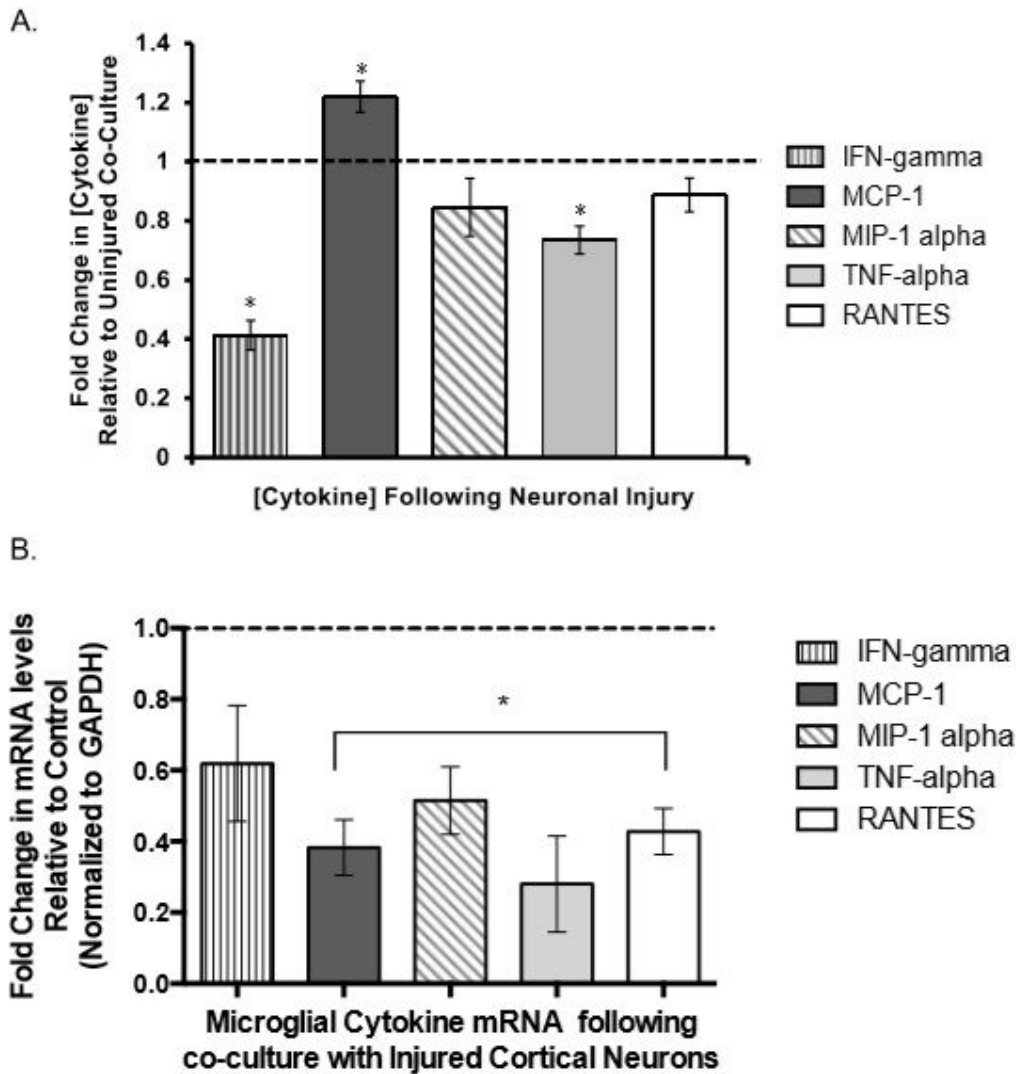 A.
Fold Change in [Cytokine]
Relative to Uninjured Co-Culture
1.4
1.2
1
0.8
0.6
0.4
0.2
0
*
*
*
[Cytokine] Following Neuronal Injury
IFN-gamma
MCP-1
MIP-1 alpha
TNF-alpha
RANTES
B.
Fold Change in mRNA levels
Relative to Control
(Normalized to GAPDH)
1.0
0.8
0.6
0.4
0.2
0.0
*
Microglial Cytokine mRNA following
co-culture with Injured Cortical Neurons
IFN-gamma
MCP-1
MIP-1 alpha
TNF-alpha
RANTES